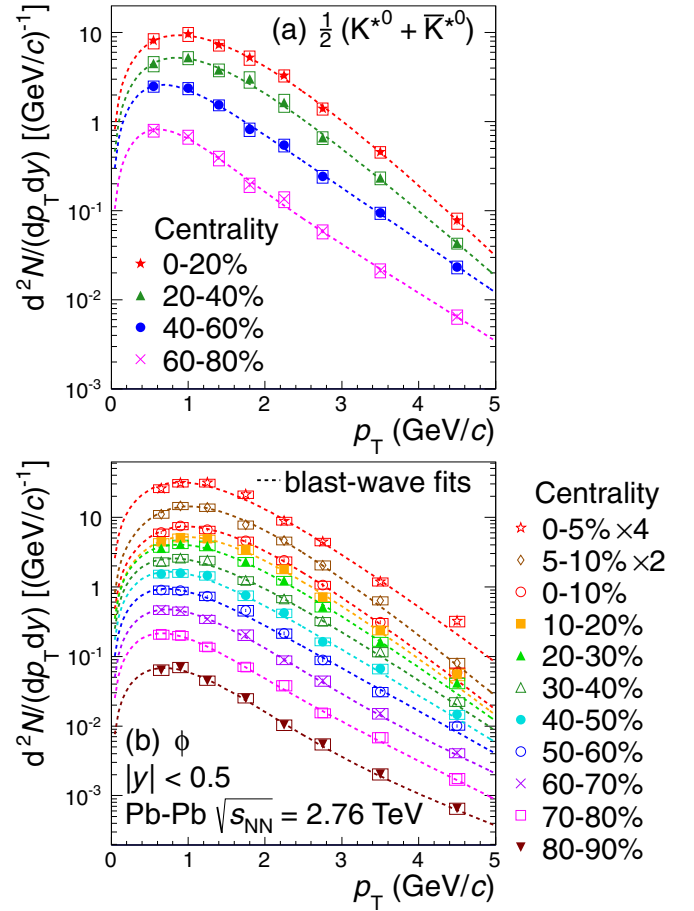 (a) ½ (K*⁰ + K̅*⁰)
d²N/(dp_T dy) [(GeV/c)⁻¹]
10
1
10⁻¹
10⁻²
10⁻³
Centrality
0-20%
20-40%
40-60%
60-80%
0 1 2 3 4 5
p_T (GeV/c)
blast-wave fits
d²N/(dp_T dy) [(GeV/c)⁻¹]
10
1
10⁻¹
10⁻²
10⁻³
(b) ϕ
|y| < 0.5
Pb-Pb √s_NN = 2.76 TeV
0 1 2 3 4 5
p_T (GeV/c)
Centrality
0-5% ×4
5-10% ×2
0-10%
10-20%
20-30%
30-40%
40-50%
50-60%
60-70%
70-80%
80-90%